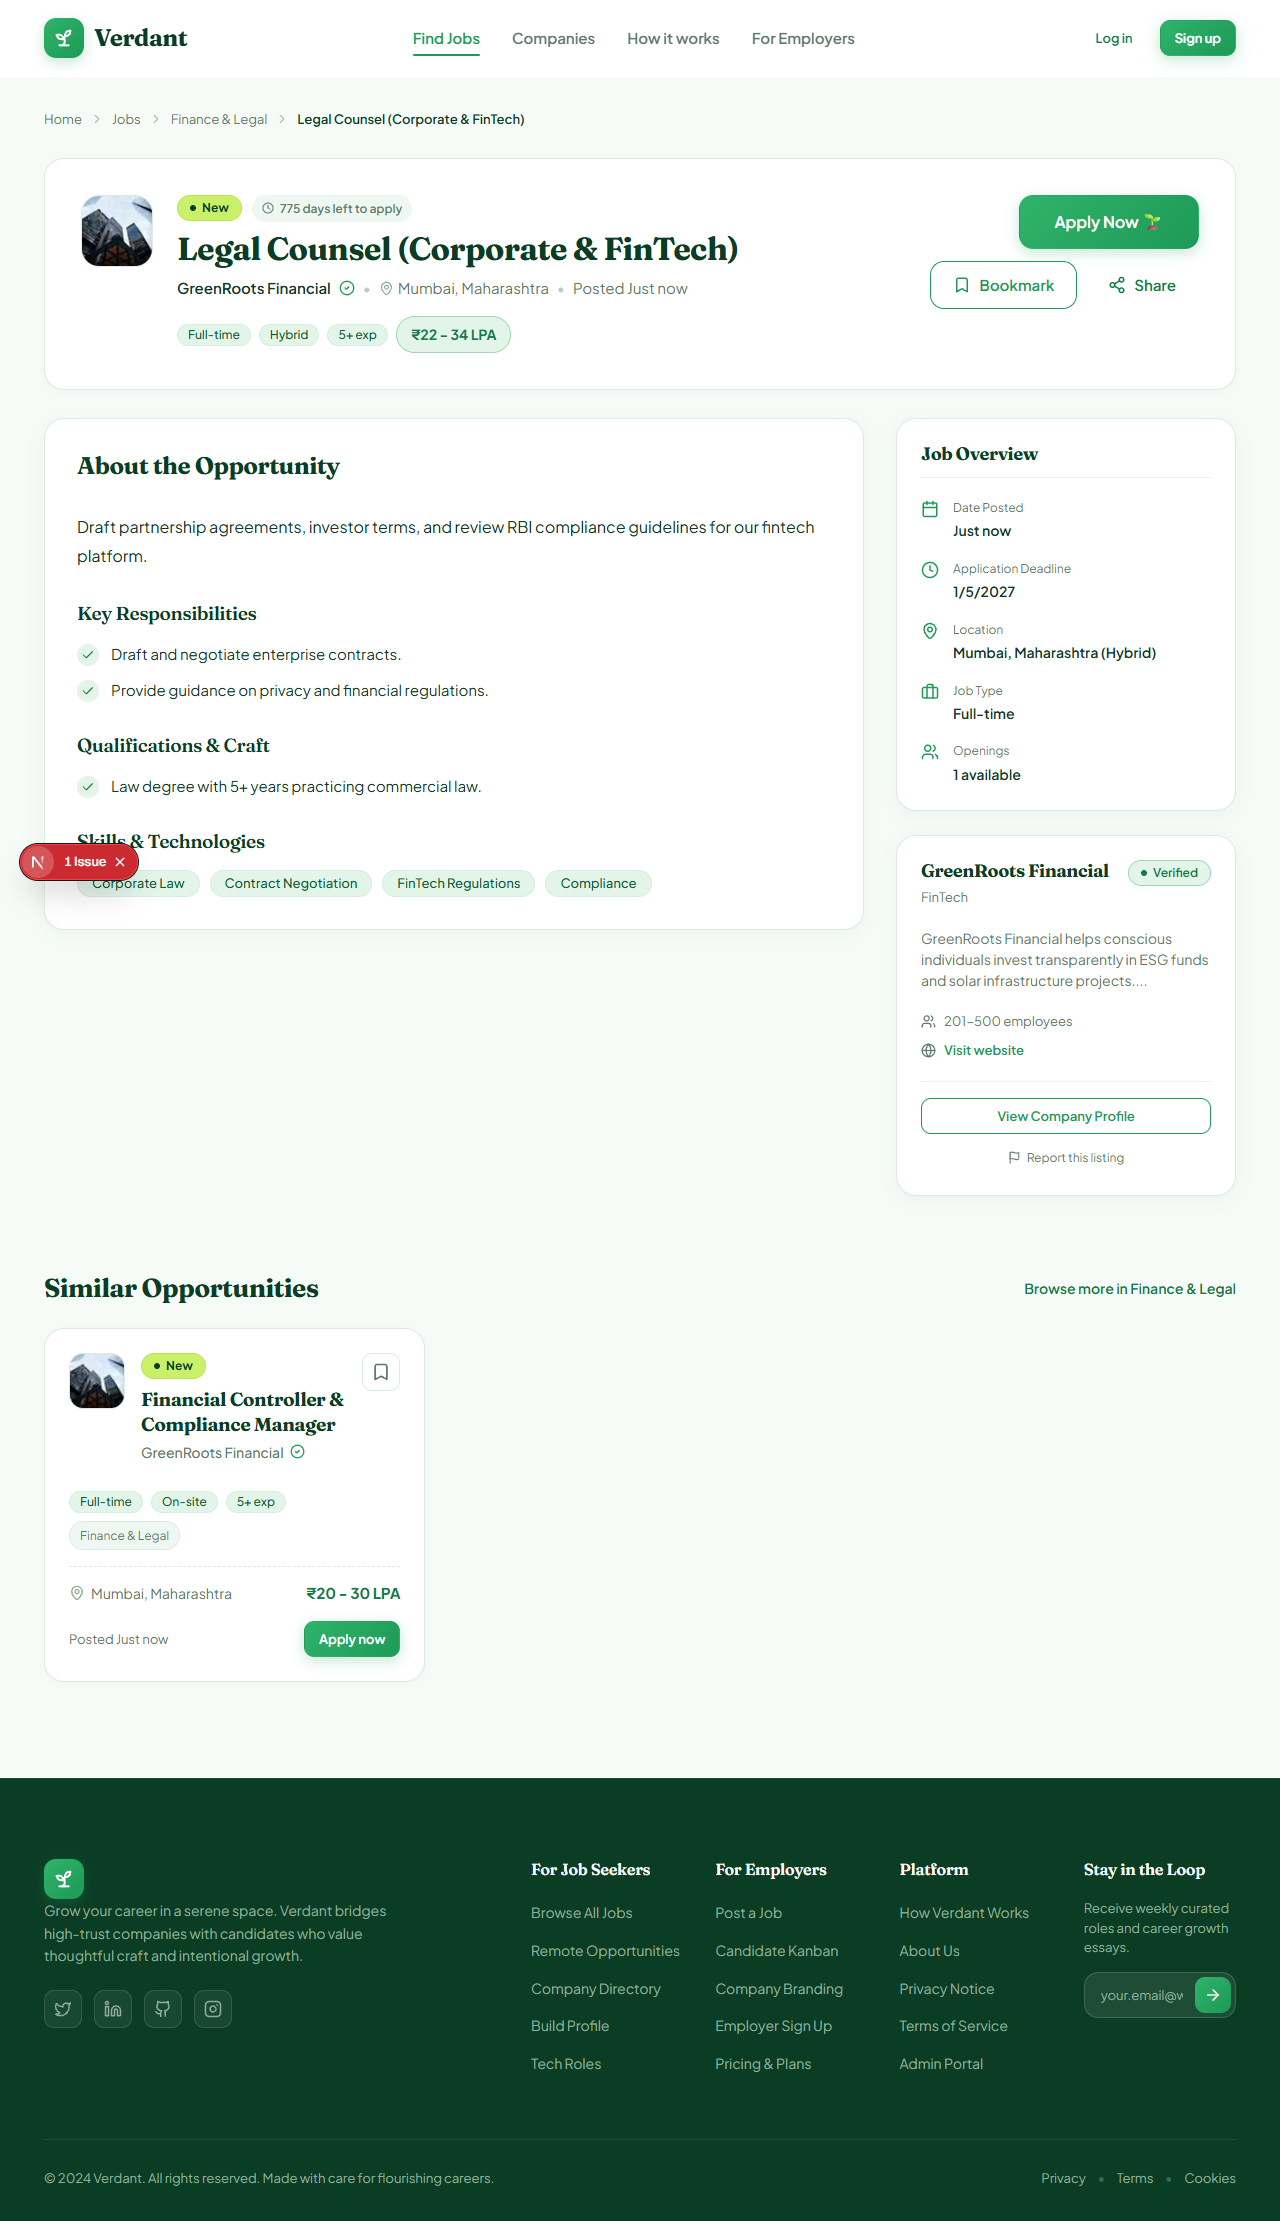 Verdant
Find Jobs
Companies
How it works
For Employers
Log in
Sign up
Home
Jobs
Finance & Legal
Legal Counsel (Corporate & FinTech)
New
775 days left to apply
Legal Counsel (Corporate & FinTech)
GreenRoots Financial
Mumbai, Maharashtra
Posted Just now
Full-time
Hybrid
5+ exp
₹22 - 34 LPA
Apply Now
Bookmark
Share
About the Opportunity
Draft partnership agreements, investor terms, and review RBI compliance guidelines for our fintech
platform.
Key Responsibilities
Draft and negotiate enterprise contracts.
Provide guidance on privacy and financial regulations.
Qualifications & Craft
Law degree with 5+ years practicing commercial law.
Skills & Technologies
1 Issue
Corporate Law
Contract Negotiation
FinTech Regulations
Compliance
Job Overview
Date Posted
Just now
Application Deadline
1/5/2027
Location
Mumbai, Maharashtra (Hybrid)
Job Type
Full-time
Openings
1 available
GreenRoots Financial
Verified
FinTech
GreenRoots Financial helps conscious
individuals invest transparently in ESG funds
and solar infrastructure projects....
201-500 employees
Visit website
View Company Profile
Report this listing
Similar Opportunities
Browse more in Finance & Legal
New
Financial Controller &
Compliance Manager
GreenRoots Financial
Full-time
On-site
5+ exp
Finance & Legal
Mumbai, Maharashtra
₹20 - 30 LPA
Posted Just now
Apply now
Grow your career in a serene space. Verdant bridges
high-trust companies with candidates who value
thoughtful craft and intentional growth.
For Job Seekers
Browse All Jobs
Remote Opportunities
Company Directory
Build Profile
Tech Roles
For Employers
Post a Job
Candidate Kanban
Company Branding
Employer Sign Up
Pricing & Plans
Platform
How Verdant Works
About Us
Privacy Notice
Terms of Service
Admin Portal
Stay in the Loop
Receive weekly curated
roles and career growth
essays.
your.email@w
© 2024 Verdant. All rights reserved. Made with care for flourishing careers.
Privacy
Terms
Cookies